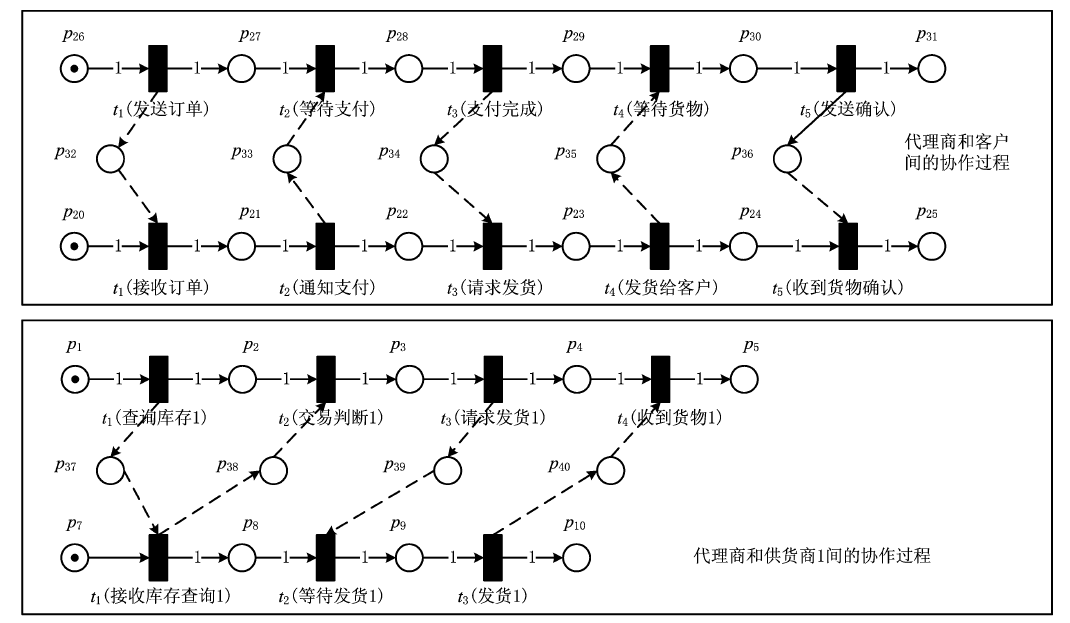 p26 p27 p28 p29 p30 p31
1 1 1 1 1 1 1 1 1 1
t1(发送订单) t2(等待支付) t3(支付完成) t4(等待货物) t5(发送确认)
p32 p33 p34 p35 p36
代理商和客户
间的协作过程
p20 p21 p22 p23 p24 p25
1 1 1 1 1 1 1 1 1 1
t1(接收订单) t2(通知支付) t3(请求发货) t4(发货给客户) t5(收到货物确认)
p1 p2 p3 p4 p5
1 1 1 1 1 1 1 1
t1(查询库存1) t2(交易判断1) t3(请求发货1) t4(收到货物1)
p37 p38 p39 p40
p7 p8 p9 p10
1 1 1 1 1
代理商和供货商1间的协作过程
t1(接收库存查询1) t2(等待发货1) t3(发货1)